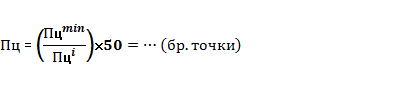 Пц = (Пц^min / Пц^i)×50 = ⋯ (бр. точки)